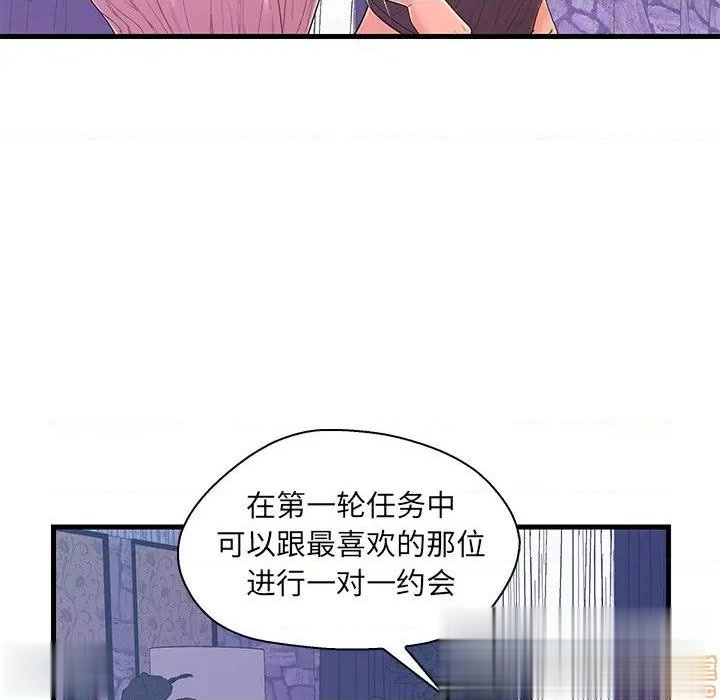 在第一轮任务中
可以跟最喜欢的那位
进行一对一约会